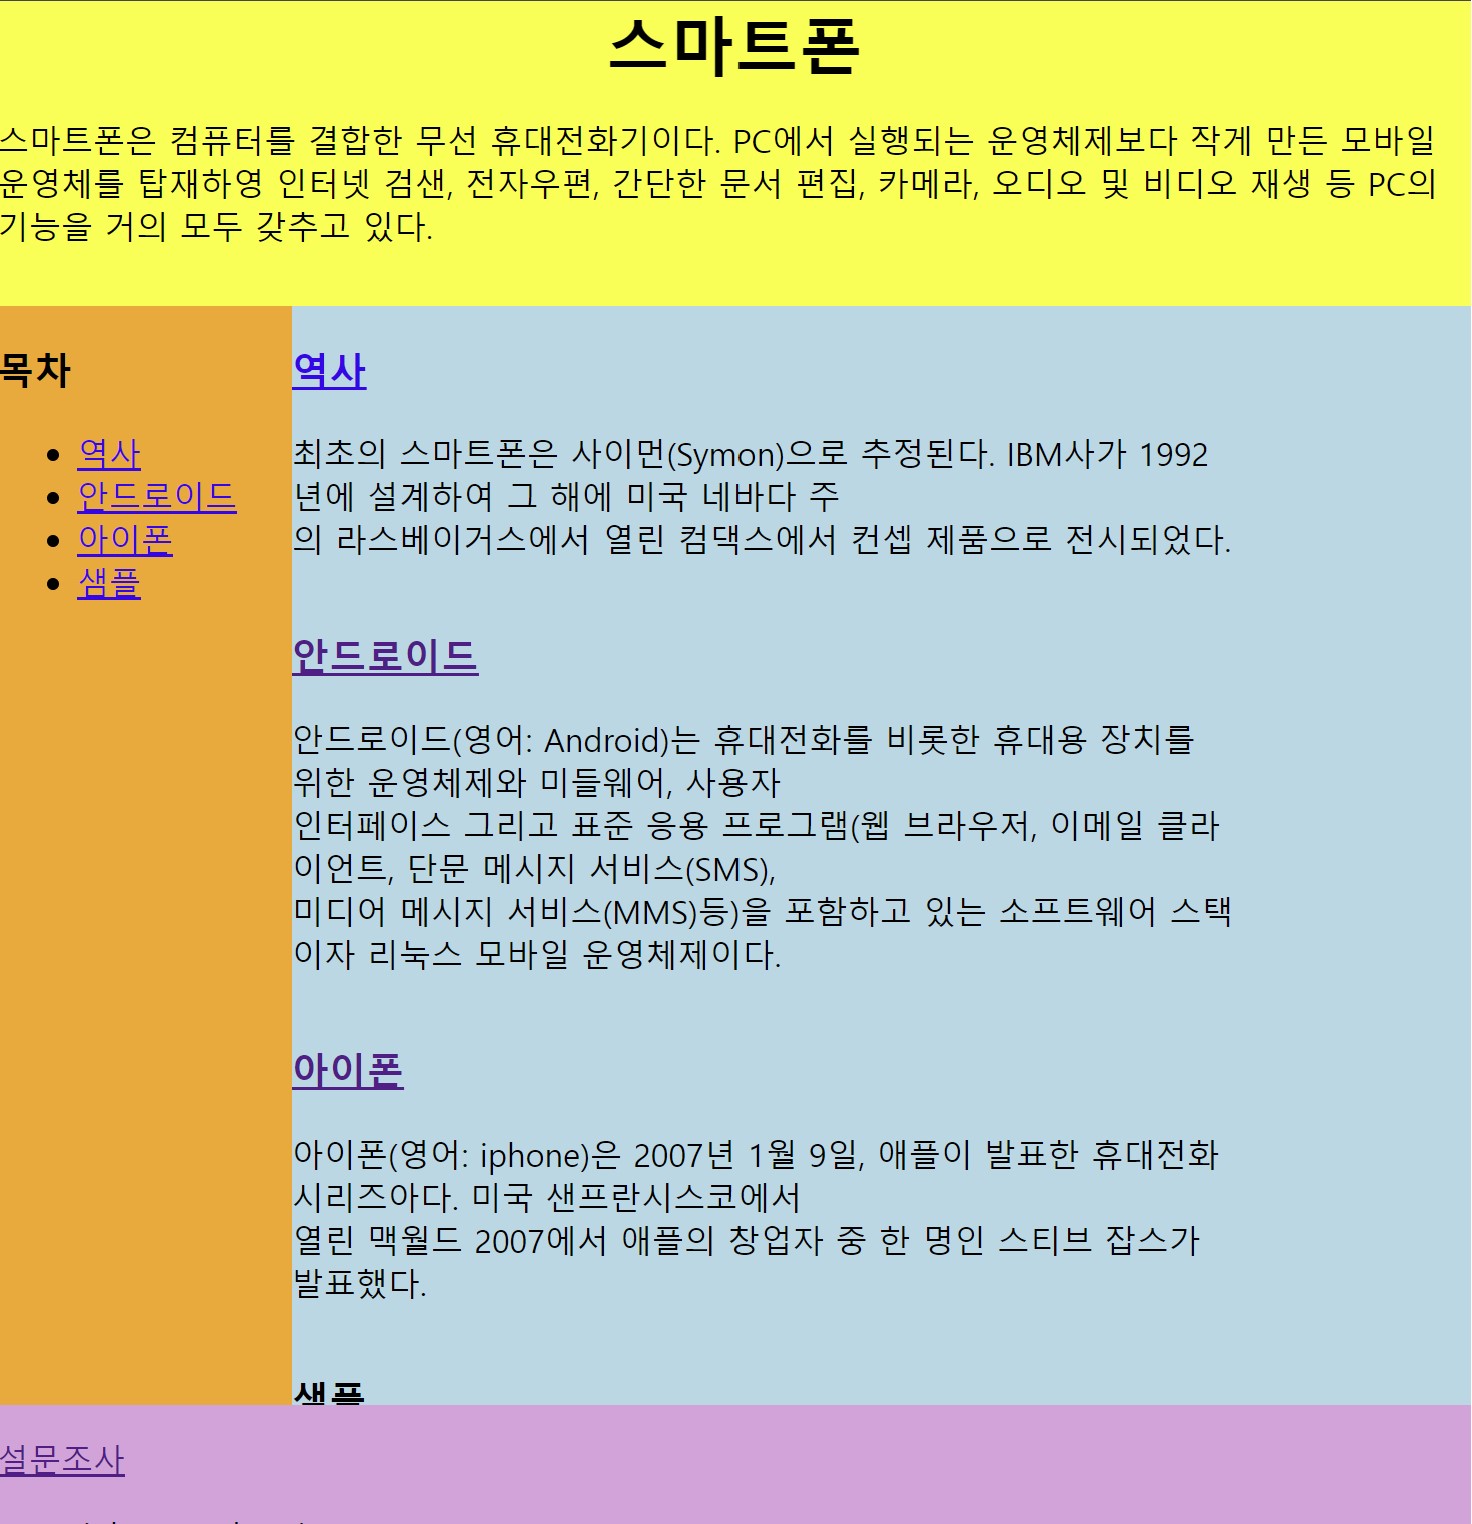 스마트폰
스마트폰은 컴퓨터를 결합한 무선 휴대전화기이다. PC에서 실행되는 운영체제보다 작게 만든 모바일
운영체를 탑재하영 인터넷 검샌, 전자우편, 간단한 문서 편집, 카메라, 오디오 및 비디오 재생 등 PC의
기능을 거의 모두 갖추고 있다.
목차
역사
안드로이드
아이폰
샘플
역사
최초의 스마트폰은 사이먼(Symon)으로 추정된다. IBM사가 1992
년에 설계하여 그 해에 미국 네바다 주
의 라스베이거스에서 열린 컴댁스에서 컨셉 제품으로 전시되었다.
안드로이드
안드로이드(영어: Android)는 휴대전화를 비롯한 휴대용 장치를
위한 운영체제와 미들웨어, 사용자
인터페이스 그리고 표준 응용 프로그램(웹 브라우저, 이메일 클라
이언트, 단문 메시지 서비스(SMS),
미디어 메시지 서비스(MMS)등)을 포함하고 있는 소프트웨어 스택
이자 리눅스 모바일 운영체제이다.
아이폰
아이폰(영어: iphone)은 2007년 1월 9일, 애플이 발표한 휴대전화
시리즈아다. 미국 샌프란시스코에서
열린 맥월드 2007에서 애플의 창업자 중 한 명인 스티브 잡스가
발표했다.
샘플
설문조사